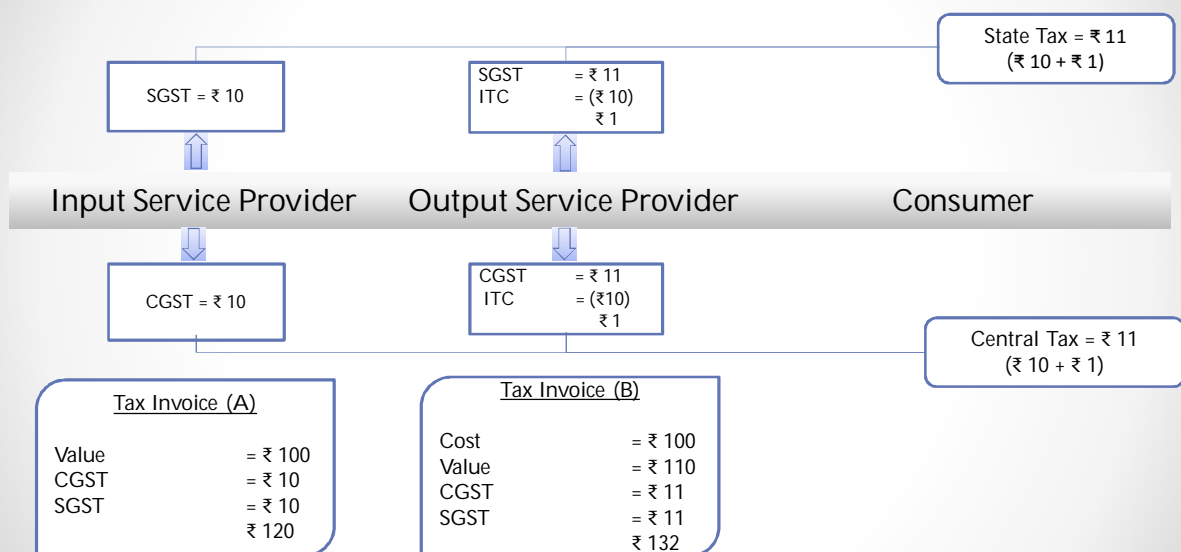 State Tax = ₹ 11
(₹ 10 + ₹ 1)
SGST = ₹ 10
SGST = ₹ 11
ITC = (₹ 10)
₹ 1
Input Service Provider Output Service Provider Consumer
CGST = ₹ 10
CGST = ₹ 11
ITC = (₹10)
₹ 1
Central Tax = ₹ 11
(₹ 10 + ₹ 1)
Tax Invoice (A)
Value = ₹ 100
CGST = ₹ 10
SGST = ₹ 10
₹ 120
Tax Invoice (B)
Cost = ₹ 100
Value = ₹ 110
CGST = ₹ 11
SGST = ₹ 11
₹ 132